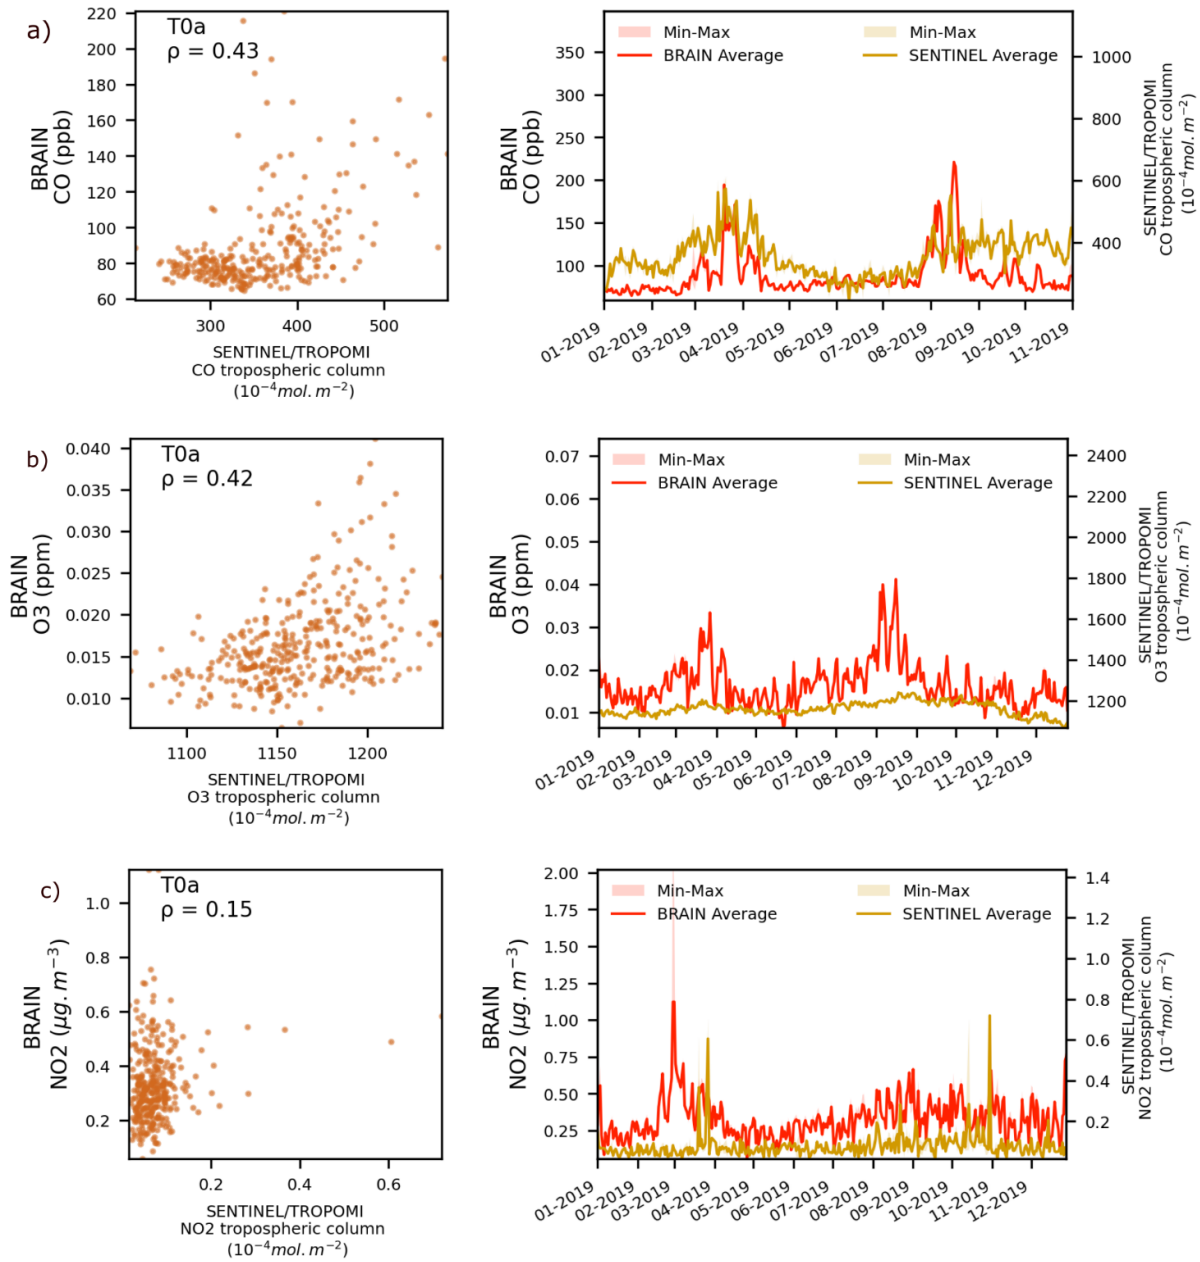 a)
T0a
ρ = 0.43
BRAIN
CO (ppb)
220
200
180
160
140
120
100
80
60
300
400
500
SENTINEL/TROPOMI
CO tropospheric column
(10⁻⁴mol.m⁻²)
Min-Max
BRAIN Average
Min-Max
SENTINEL Average
BRAIN
CO (ppb)
350
300
250
200
150
100
1000
800
600
400
SENTINEL/TROPOMI
CO tropospheric column
(10⁻⁴mol.m⁻²)
01-2019
02-2019
03-2019
04-2019
05-2019
06-2019
07-2019
08-2019
09-2019
10-2019
11-2019
b)
T0a
ρ = 0.42
BRAIN
O3 (ppm)
0.040
0.035
0.030
0.025
0.020
0.015
0.010
1100
1150
1200
SENTINEL/TROPOMI
O3 tropospheric column
(10⁻⁴mol.m⁻²)
Min-Max
BRAIN Average
Min-Max
SENTINEL Average
BRAIN
O3 (ppm)
0.07
0.06
0.05
0.04
0.03
0.02
0.01
2400
2200
2000
1800
1600
1400
1200
SENTINEL/TROPOMI
O3 tropospheric column
(10⁻⁴mol.m⁻²)
01-2019
02-2019
03-2019
04-2019
05-2019
06-2019
07-2019
08-2019
09-2019
10-2019
11-2019
12-2019
c)
T0a
ρ = 0.15
BRAIN
NO2 (μg.m⁻³)
1.0
0.8
0.6
0.4
0.2
0.2
0.4
0.6
SENTINEL/TROPOMI
NO2 tropospheric column
(10⁻⁴mol.m⁻²)
Min-Max
BRAIN Average
Min-Max
SENTINEL Average
BRAIN
NO2 (μg.m⁻³)
2.00
1.75
1.50
1.25
1.00
0.75
0.50
0.25
1.4
1.2
1.0
0.8
0.6
0.4
0.2
SENTINEL/TROPOMI
NO2 tropospheric column
(10⁻⁴mol.m⁻²)
01-2019
02-2019
03-2019
04-2019
05-2019
06-2019
07-2019
08-2019
09-2019
10-2019
11-2019
12-2019